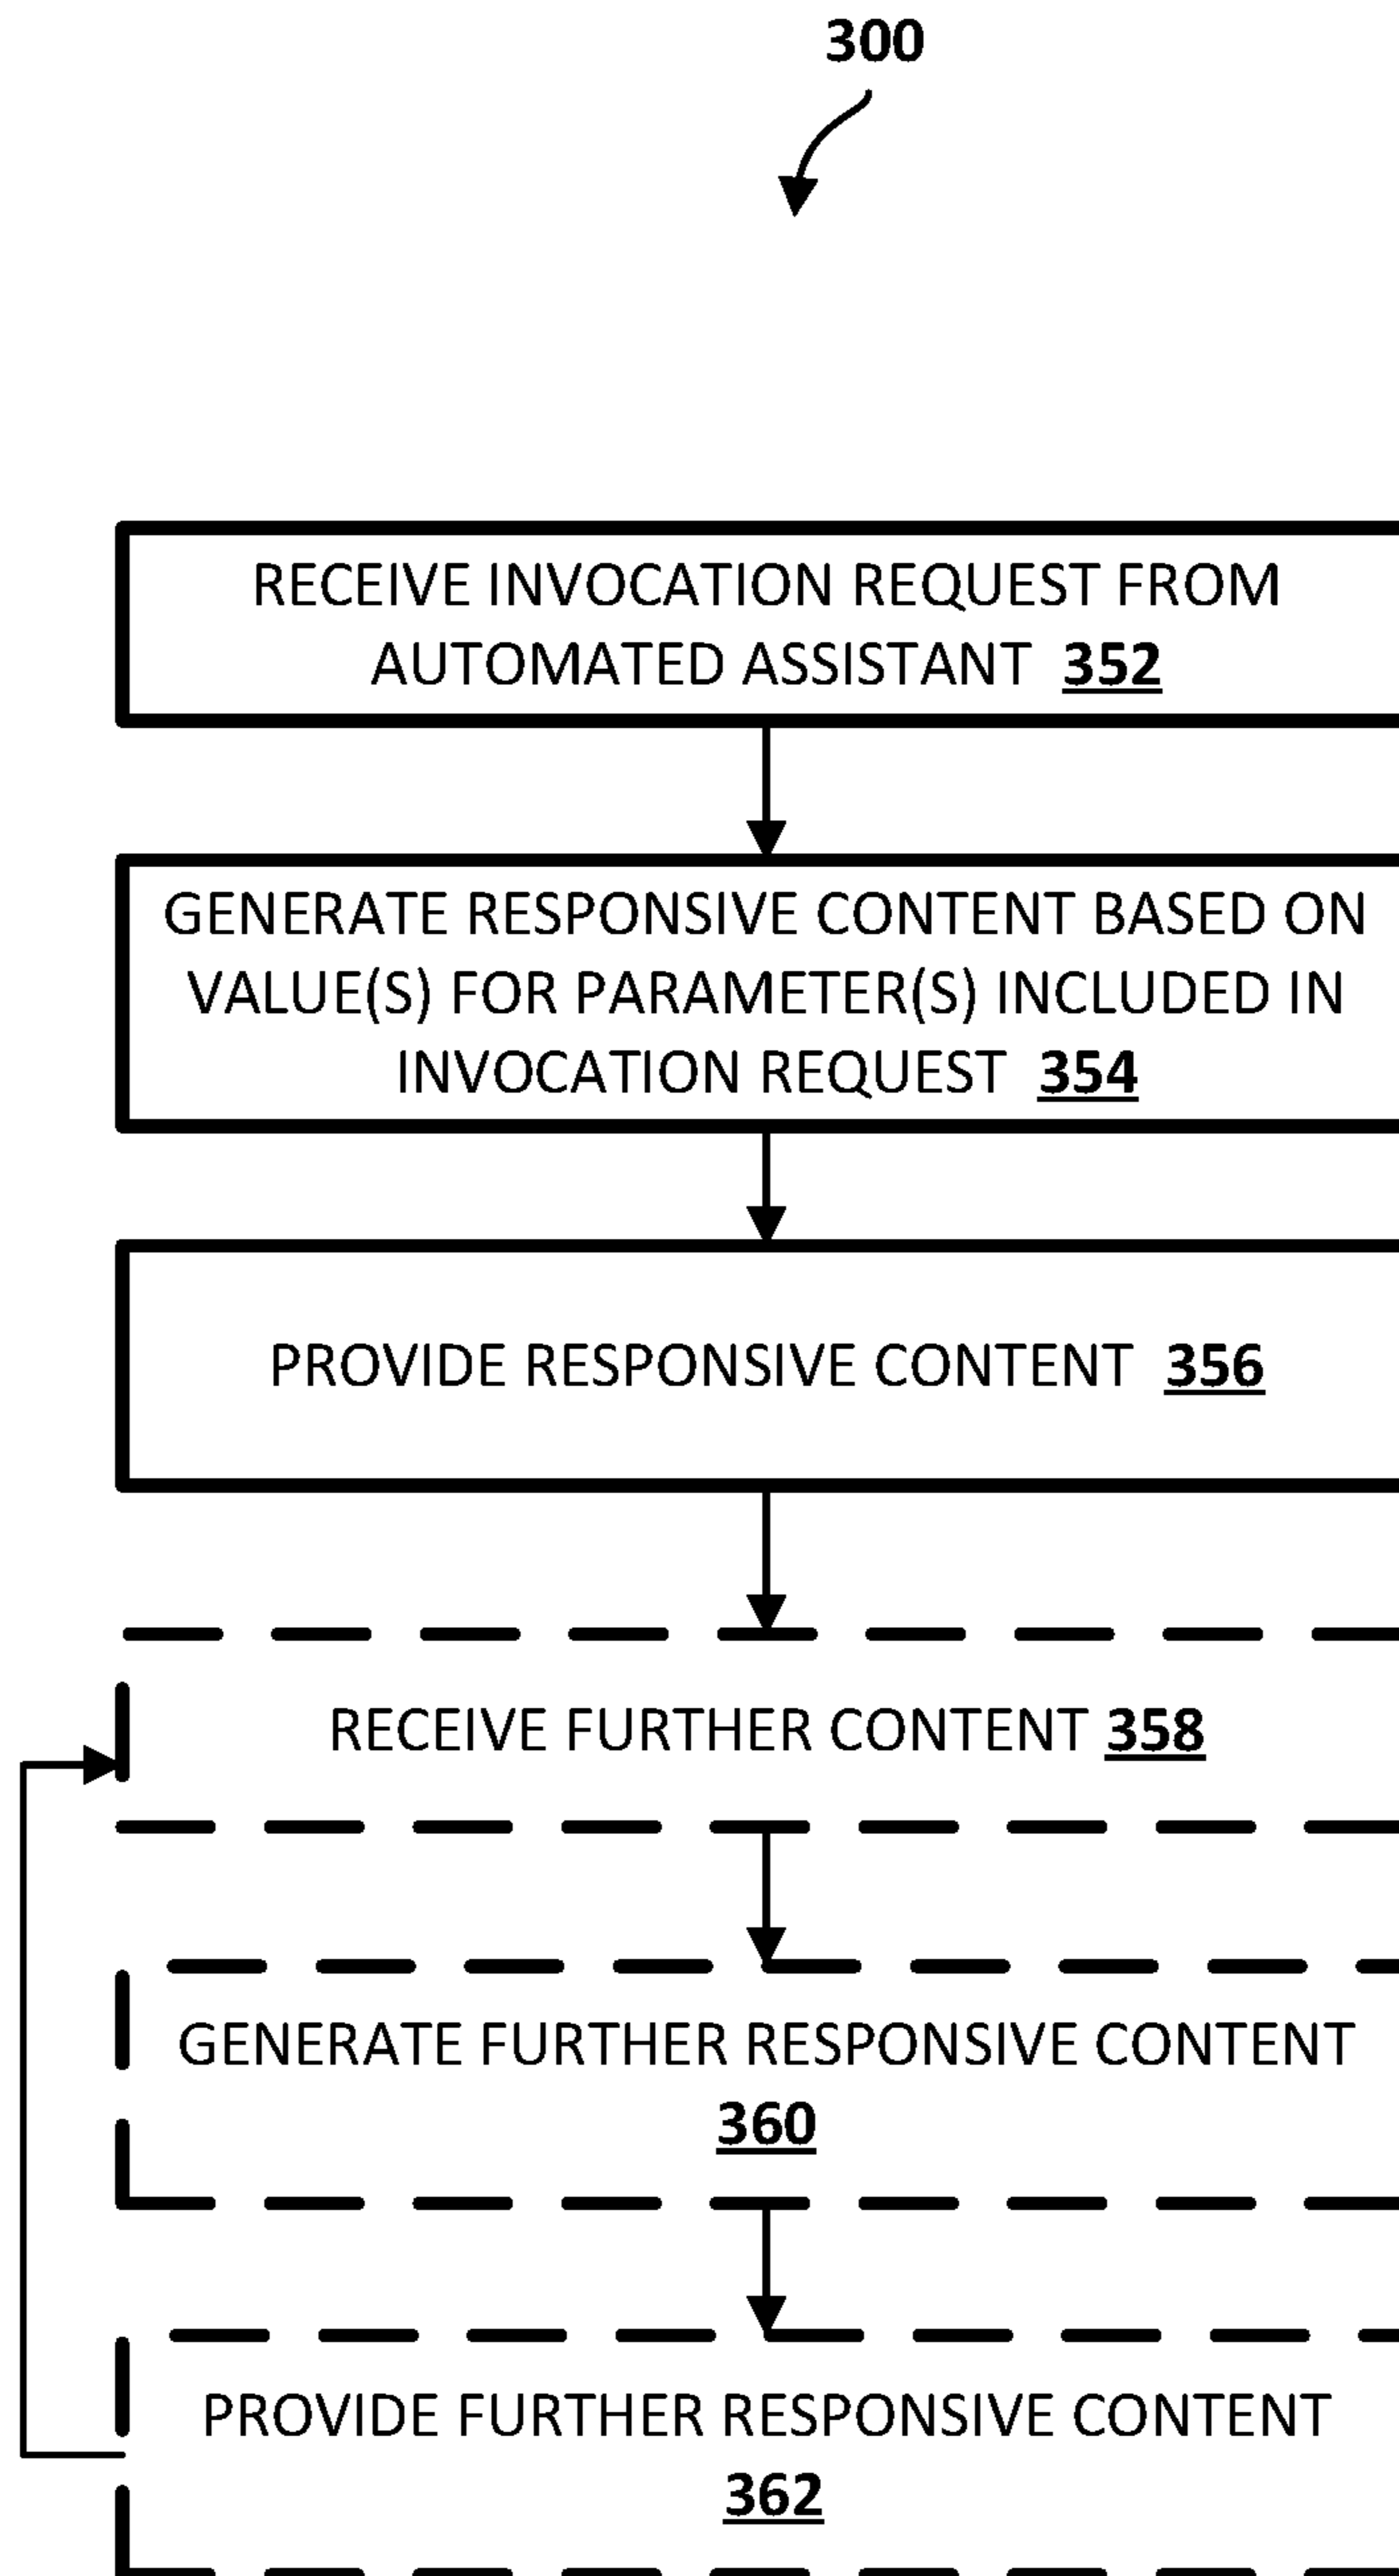 300
RECEIVE INVOCATION REQUEST FROM
AUTOMATED ASSISTANT 352
GENERATE RESPONSIVE CONTENT BASED ON
VALUE(S) FOR PARAMETER(S) INCLUDED IN
INVOCATION REQUEST 354
PROVIDE RESPONSIVE CONTENT 356
RECEIVE FURTHER CONTENT 358
GENERATE FURTHER RESPONSIVE CONTENT
360
PROVIDE FURTHER RESPONSIVE CONTENT
362